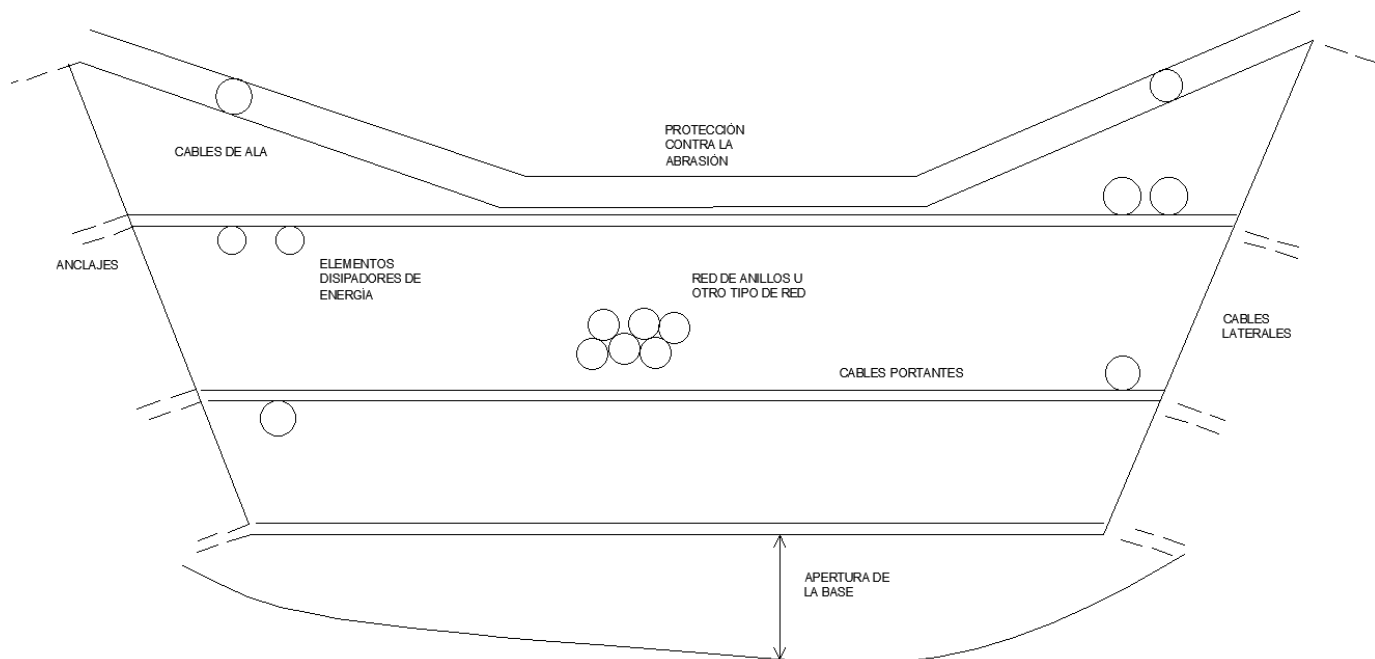 PROTECCIÓN
CONTRA LA
ABRASIÓN
CABLES DE ALA
ANCLAJES
ELEMENTOS
DISIPADORES DE
ENERGÍA
RED DE ANILLOS U
OTRO TIPO DE RED
CABLES
LATERALES
CABLES PORTANTES
APERTURA DE
LA BASE